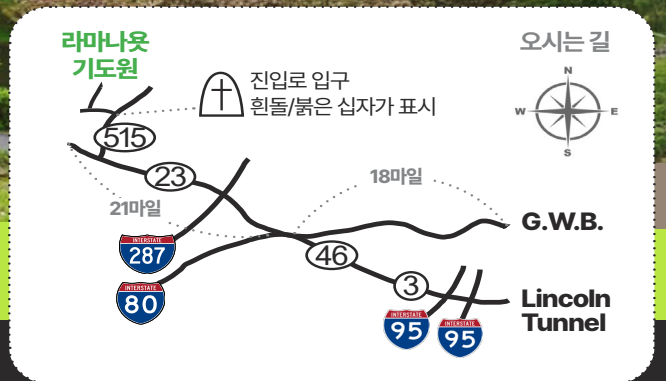 라마나욧
기도원
오시는 길
진입로 입구
흰돌/붉은 십자가 표시
N
W
E
S
515
23
18마일
21마일
G.W.B.
INTERSTATE
287
46
INTERSTATE
80
3
Lincoln
Tunnel
INTERSTATE
95
INTERSTATE
95